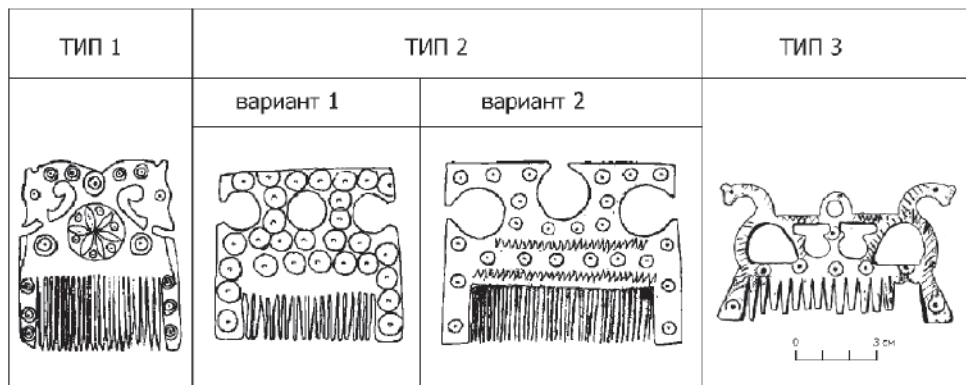 ТИП 1
ТИП 2
ТИП 3
вариант 1
вариант 2
0 3 см